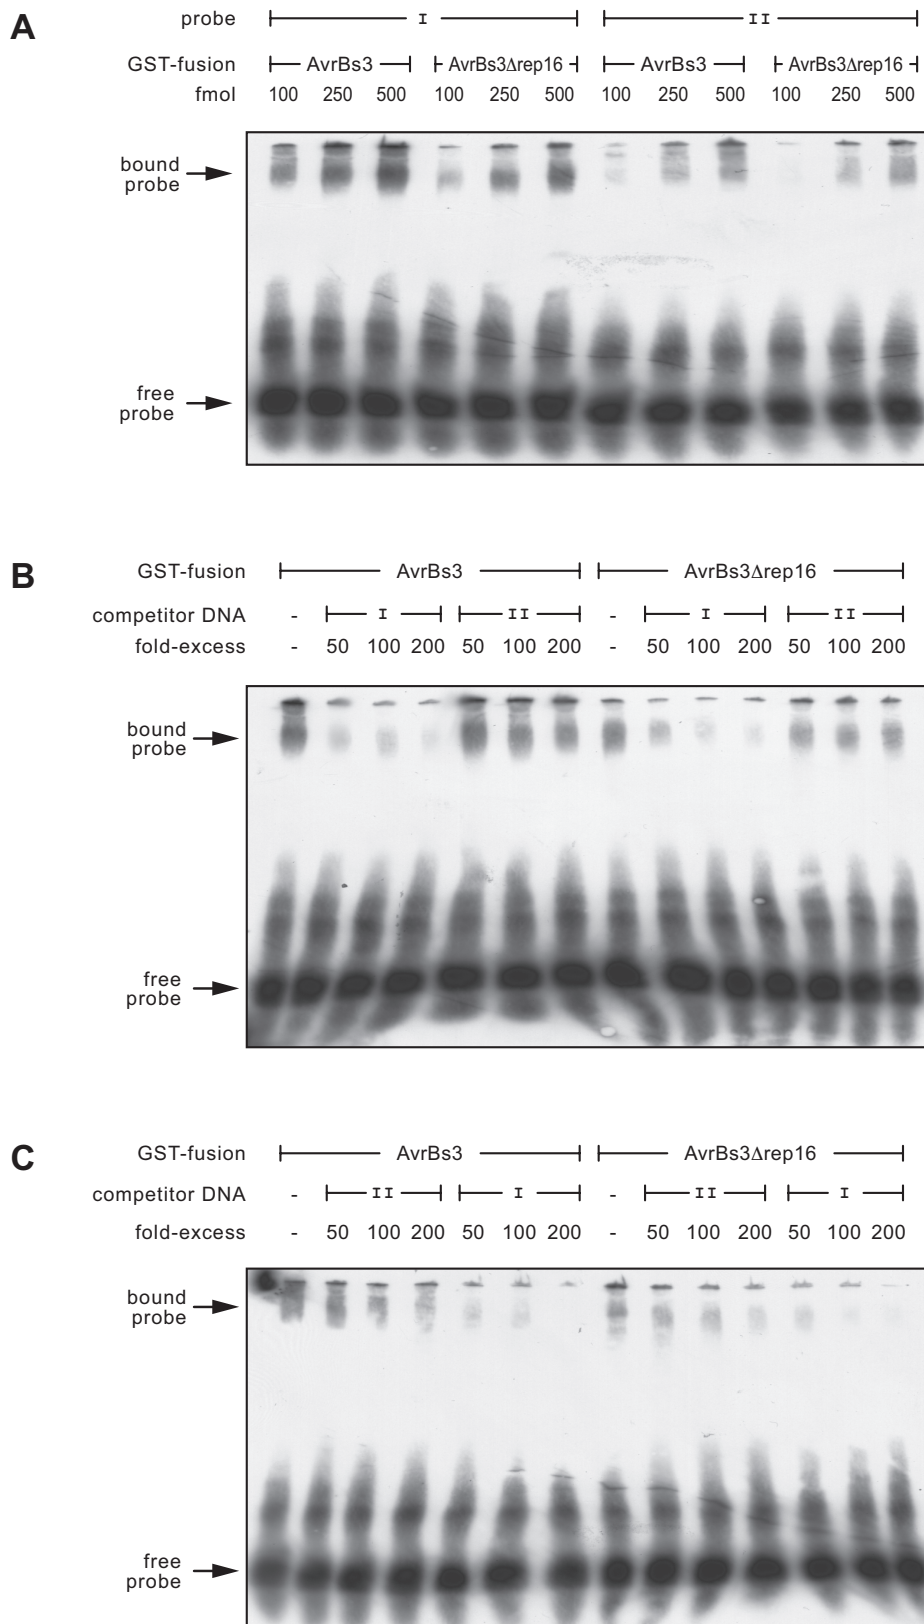 A
probe I II
GST-fusion AvrBs3 AvrBs3Δrep16 AvrBs3 AvrBs3Δrep16
fmol 100 250 500 100 250 500 100 250 500 100 250 500
bound
probe
free
probe
B
GST-fusion AvrBs3 AvrBs3Δrep16
competitor DNA - I II - I II
fold-excess - 50 100 200 50 100 200 - 50 100 200 50 100 200
bound
probe
free
probe
C
GST-fusion AvrBs3 AvrBs3Δrep16
competitor DNA - II I - II I
fold-excess - 50 100 200 50 100 200 - 50 100 200 50 100 200
bound
probe
free
probe